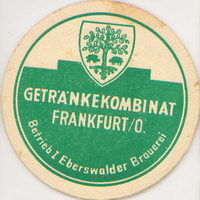 GETRÄNKEKOMBINAT
FRANKFURT/O.
Betrieb I Eberswalder Brauerei